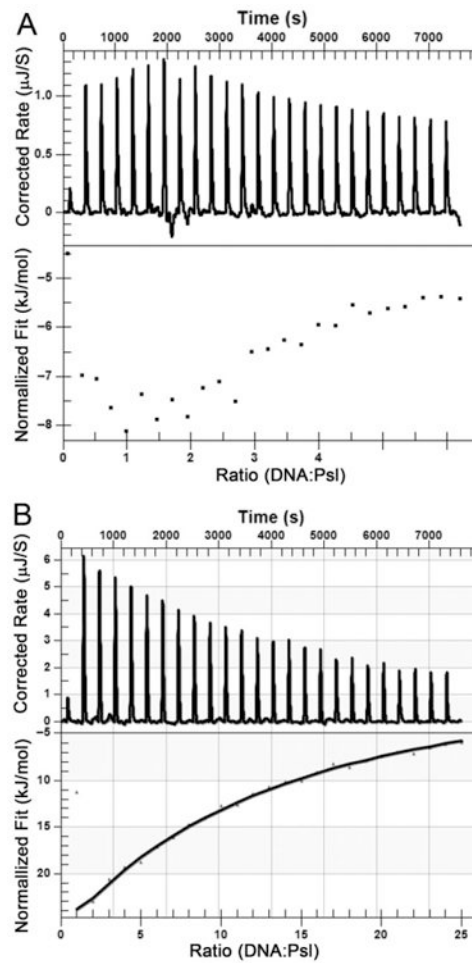 A
Time (s)
0 1000 2000 3000 4000 5000 6000 7000
Corrected Rate (μJ/S)
1.0
0.5
0
Normallized Fit (kJ/mol)
−5
−6
−7
−8
0 1 2 3 4
Ratio (DNA:Psl)
B
Time (s)
0 1000 2000 3000 4000 5000 6000 7000
Corrected Rate (μJ/S)
6
5
4
3
2
1
0
Normallized Fit (kJ/mol)
−5
10
15
20
0 5 10 15 20 25
Ratio (DNA:Psl)